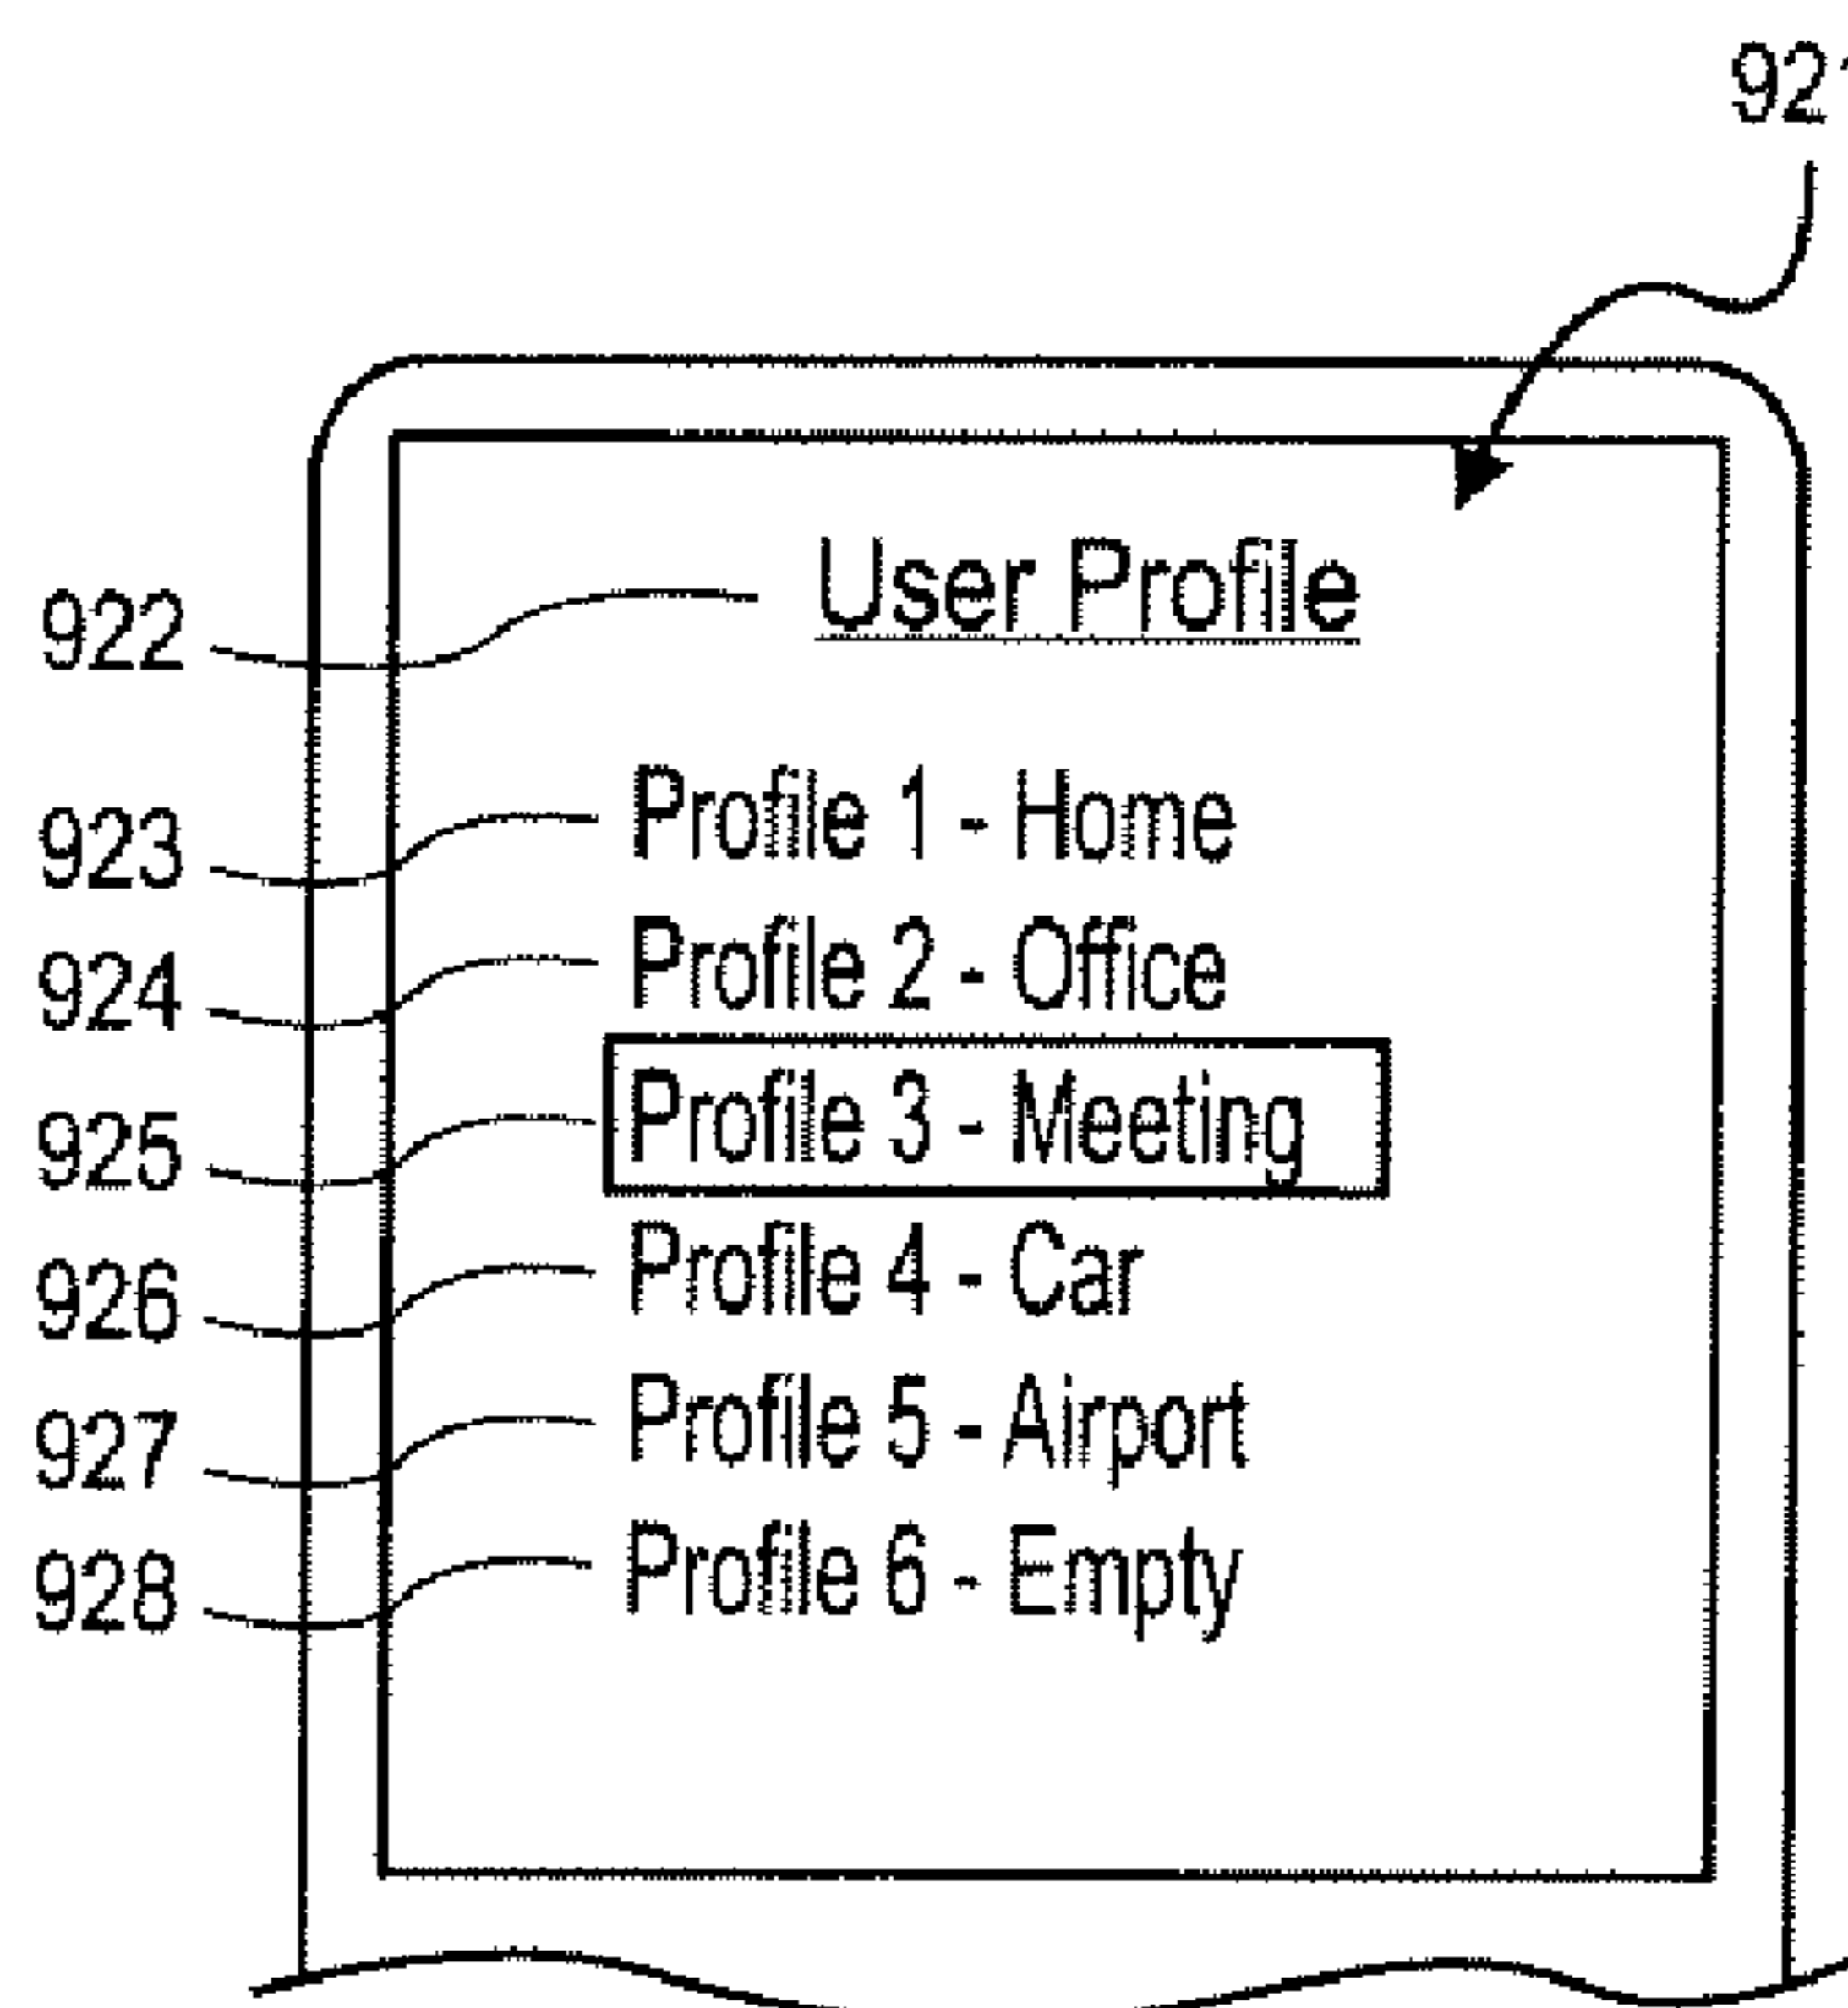 921
922 User Profile
923 Profile 1 - Home
924 Profile 2 - Office
925 Profile 3 - Meeting
926 Profile 4 - Car
927 Profile 5 - Airport
928 Profile 6 - Empty